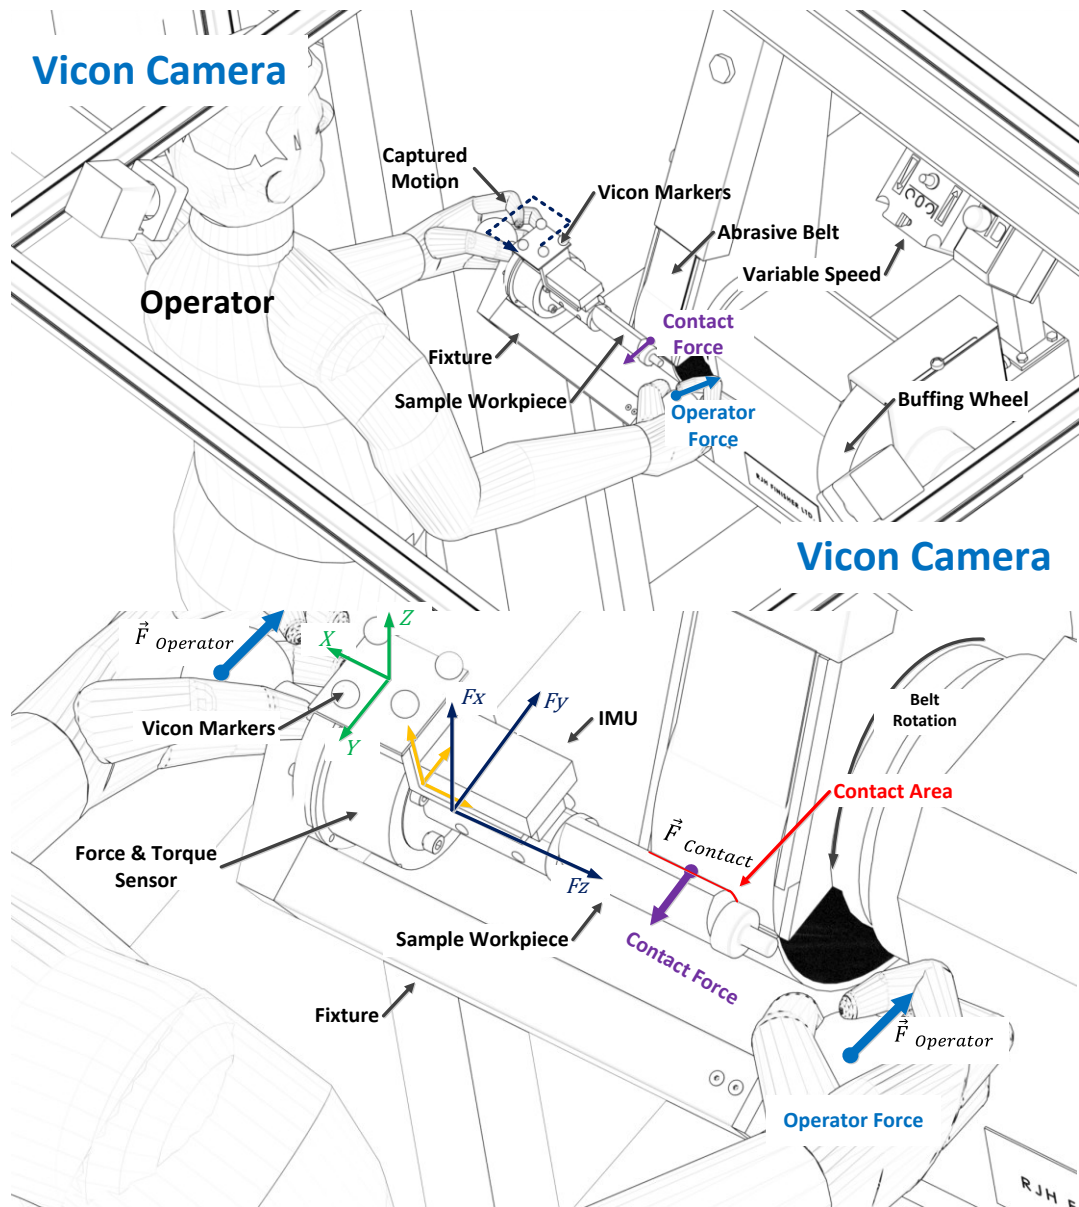 Vicon Camera
Captured
Motion
Vicon Markers
Abrasive Belt
Variable Speed
Operator
Contact
Force
Fixture
Sample Workpiece
Operator
Force
Buffing Wheel
RJH FINISHER LTD
Vicon Camera
F⃗ Operator
X
Z
Y
Vicon Markers
Fx
Fy
IMU
Belt
Rotation
Contact Area
F⃗ Contact
Force & Torque
Sensor
Fz
Sample Workpiece
Contact Force
Fixture
F⃗ Operator
Operator Force
RJH F